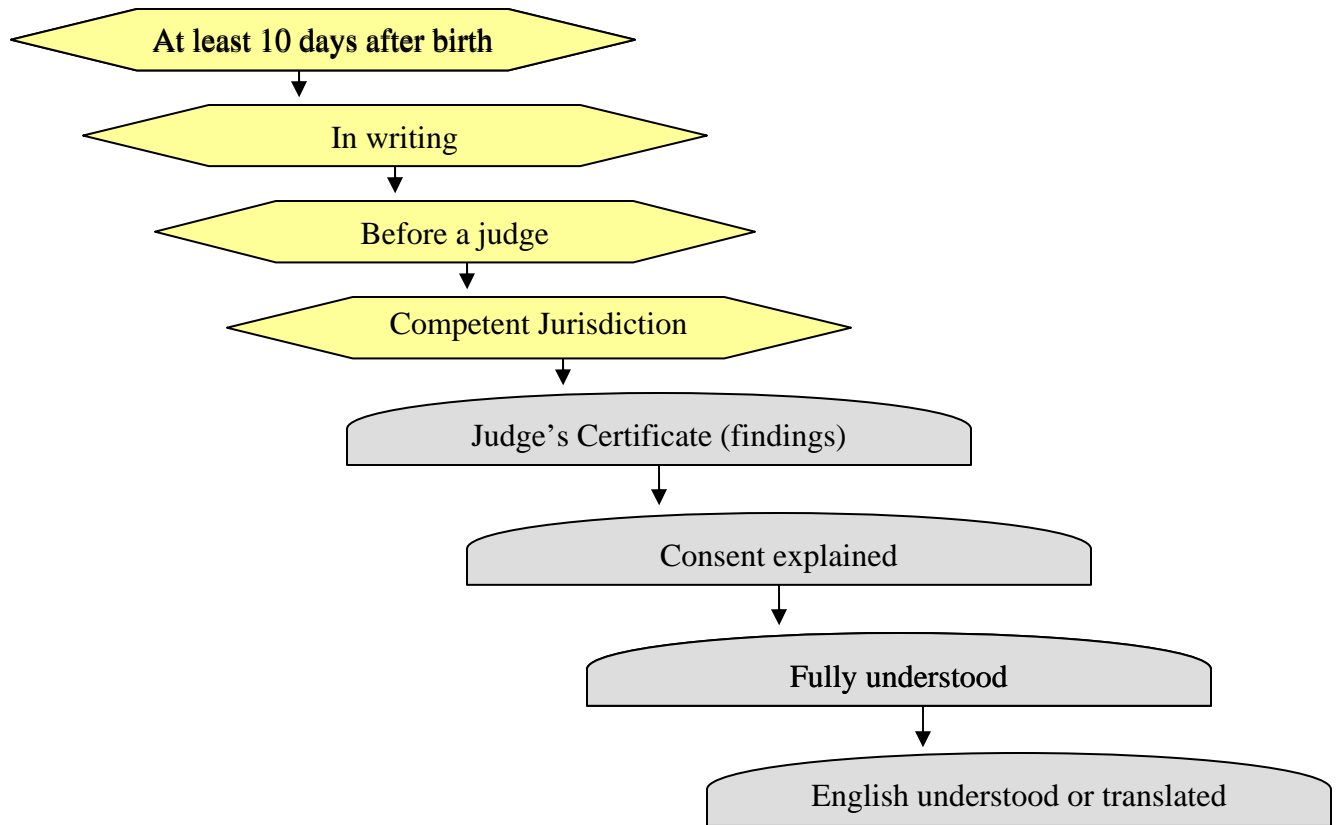 At least 10 days after birth
In writing
Before a judge
Competent Jurisdiction
Judge’s Certificate (findings)
Consent explained
Fully understood
English understood or translated